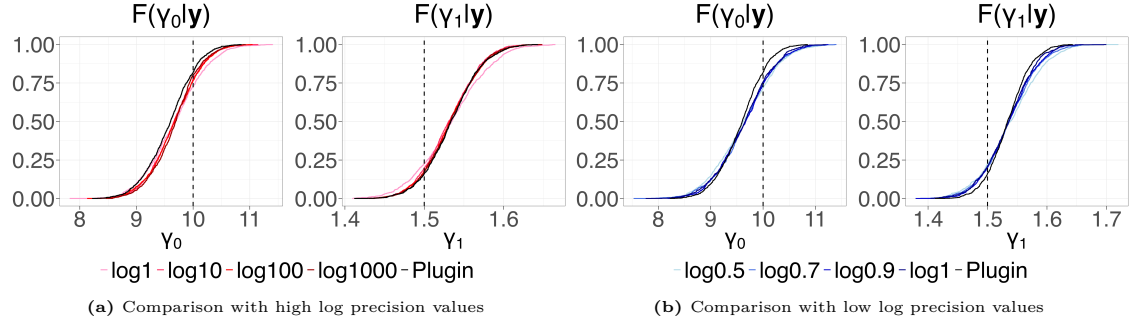 F(γ₀|y) F(γ₁|y) F(γ₀|y) F(γ₁|y)
1.00 1.00 1.00 1.00
0.75 0.75 0.75 0.75
0.50 0.50 0.50 0.50
0.25 0.25 0.25 0.25
0.00 0.00 0.00 0.00
8 9 10 11 1.4 1.5 1.6 8 9 10 11 1.4 1.5 1.6 1.7
γ₀ γ₁ γ₀ γ₁
log1 log10 log100 log1000 Plugin log0.5 log0.7 log0.9 log1 Plugin
(a) Comparison with high log precision values (b) Comparison with low log precision values